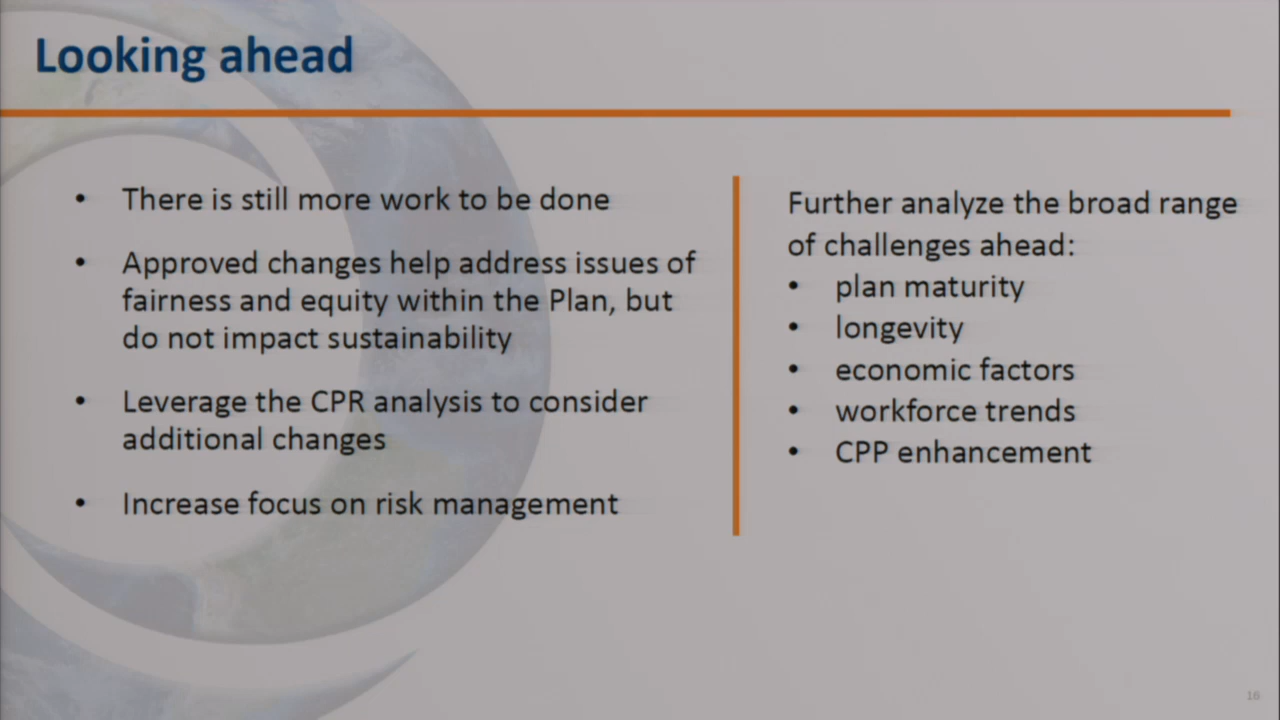 Looking ahead
• There is still more work to be done
• Approved changes help address issues of
fairness and equity within the Plan, but
do not impact sustainability
• Leverage the CPR analysis to consider
additional changes
• Increase focus on risk management
Further analyze the broad range
of challenges ahead:
• plan maturity
• longevity
• economic factors
• workforce trends
• CPP enhancement
16